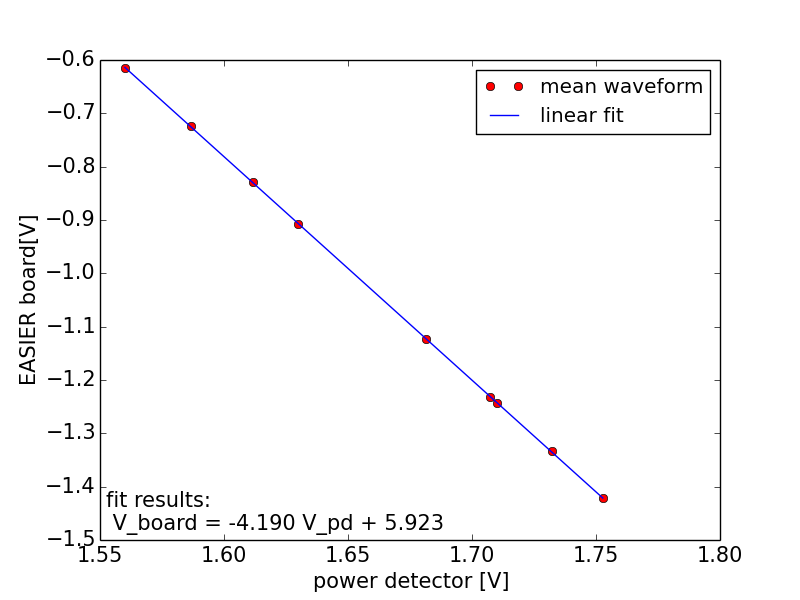 −0.6
−0.7
−0.8
−0.9
−1.0
−1.1
−1.2
−1.3
−1.4
−1.5
EASIER board[V]
mean waveform
linear fit
fit results:
V_board = -4.190 V_pd + 5.923
1.55 1.60 1.65 1.70 1.75 1.80
power detector [V]